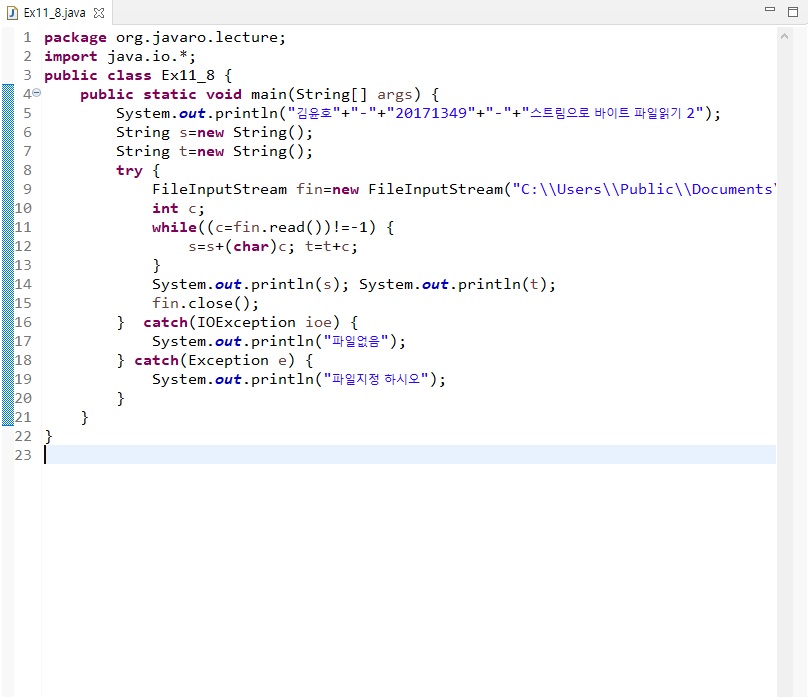 Ex11_8.java
1 package org.javaro.lecture;
2 import java.io.*;
3 public class Ex11_8 {
4     public static void main(String[] args) {
5         System.out.println("김윤호"+"-"+"20171349"+"-"+"스트림으로 바이트 파일읽기 2");
6         String s=new String();
7         String t=new String();
8         try {
9             FileInputStream fin=new FileInputStream("C:\\Users\\Public\\Documents\
10             int c;
11             while((c=fin.read())!=-1) {
12                 s=s+(char)c; t=t+c;
13             }
14             System.out.println(s); System.out.println(t);
15             fin.close();
16         }  catch(IOException ioe) {
17             System.out.println("파일없음");
18         } catch(Exception e) {
19             System.out.println("파일지정 하시오");
20         }
21     }
22 }
23